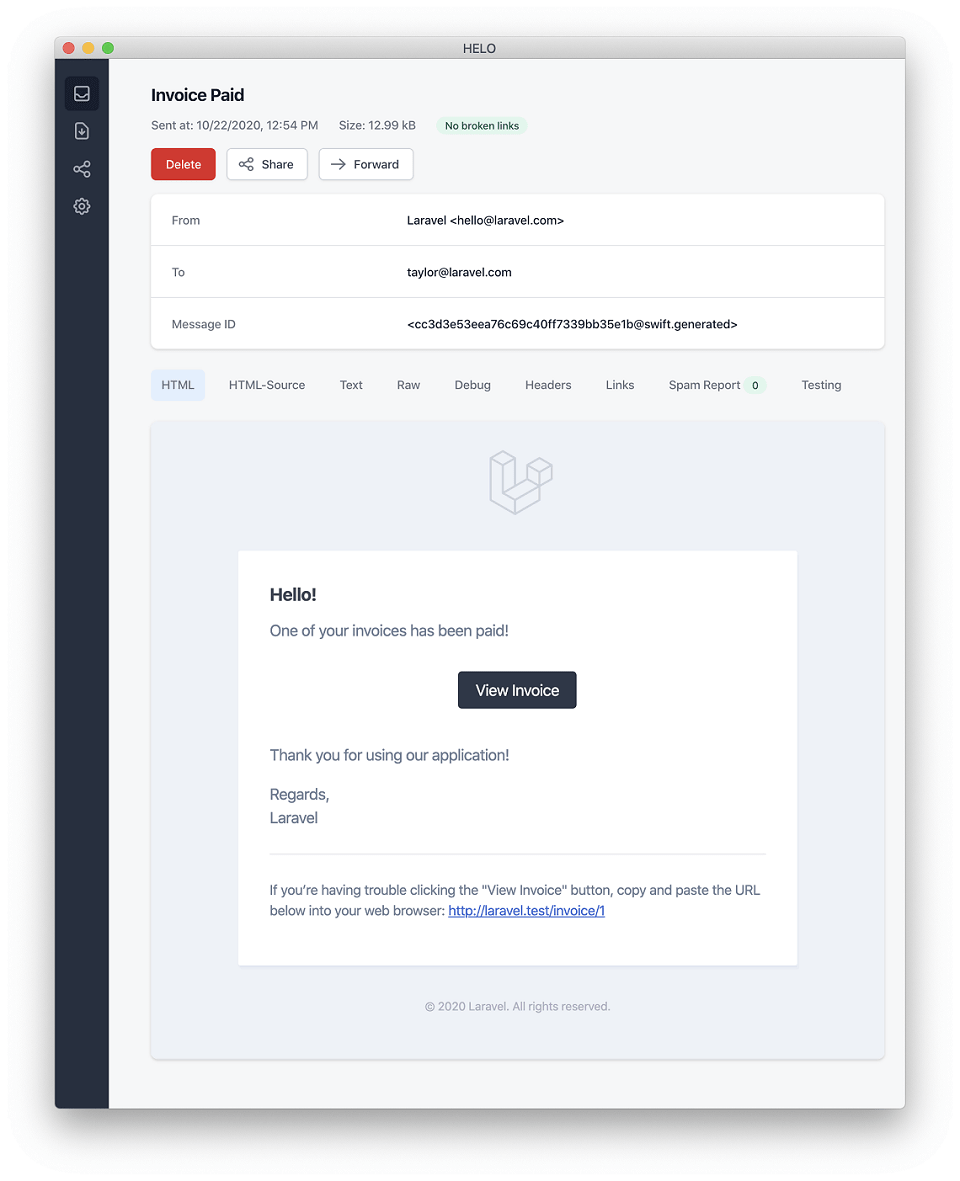 HELO
Invoice Paid
Sent at: 10/22/2020, 12:54 PM Size: 12.99 kB No broken links
Delete Share Forward
From Laravel <hello@laravel.com>
To taylor@laravel.com
Message ID <cc3d3e53eea76c69c40ff7339bb35e1b@swift.generated>
HTML HTML-Source Text Raw Debug Headers Links Spam Report 0 Testing
Hello!
One of your invoices has been paid!
View Invoice
Thank you for using our application!
Regards,
Laravel
If you’re having trouble clicking the "View Invoice" button, copy and paste the URL
below into your web browser: http://laravel.test/invoice/1
© 2020 Laravel. All rights reserved.